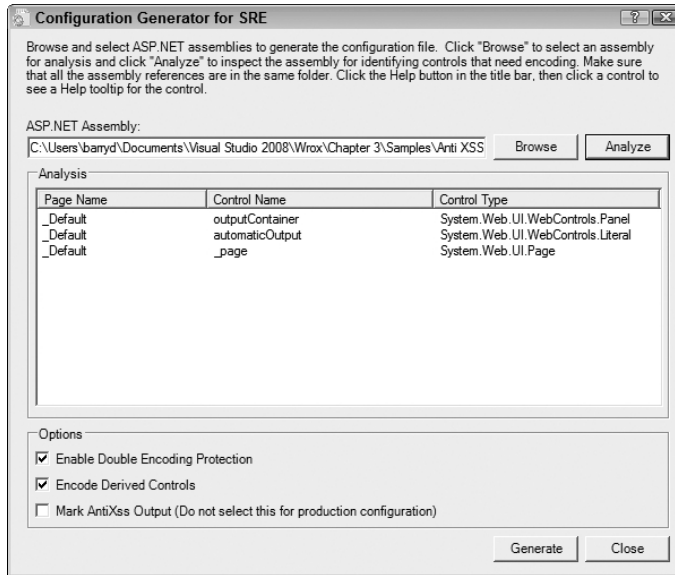 Configuration Generator for SRE
Browse and select ASP.NET assemblies to generate the configuration file. Click "Browse" to select an assembly
for analysis and click "Analyze" to inspect the assembly for identifying controls that need encoding. Make sure
that all the assembly references are in the same folder. Click the Help button in the title bar, then click a control to
see a Help tooltip for the control.
ASP.NET Assembly:
C:\Users\barryd\Documents\Visual Studio 2008\Wrox\Chapter 3\Samples\Anti XSS Browse Analyze
Analysis
Page Name Control Name Control Type
_Default outputContainer System.Web.UI.WebControls.Panel
_Default automaticOutput System.Web.UI.WebControls.Literal
_Default _page System.Web.UI.Page
Options
Enable Double Encoding Protection
Encode Derived Controls
Mark AntiXss Output (Do not select this for production configuration)
Generate Close